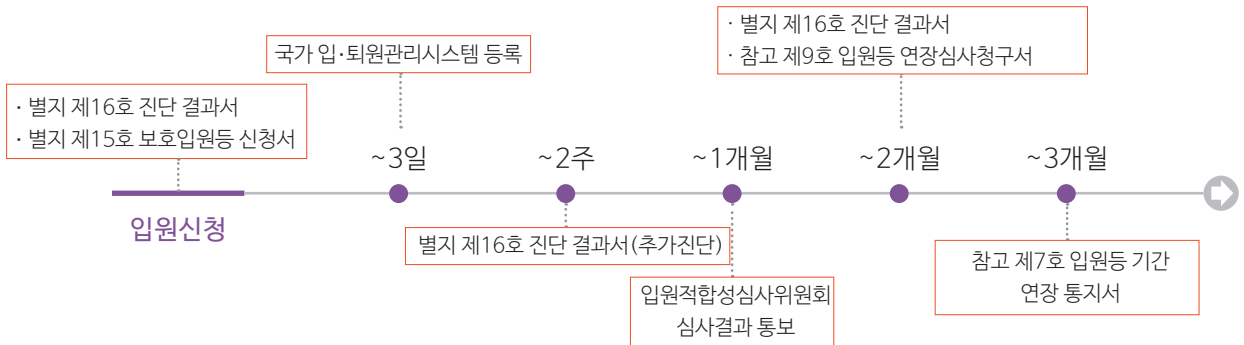 · 별지 제16호 진단 결과서
· 참고 제9호 입원등 연장심사청구서
국가 입·퇴원관리시스템 등록
· 별지 제16호 진단 결과서
· 별지 제15호 보호입원등 신청서
~3일
~2주
~1개월
~2개월
~3개월
입원신청
별지 제16호 진단 결과서(추가진단)
참고 제7호 입원등 기간
연장 통지서
입원적합성심사위원회
심사결과 통보